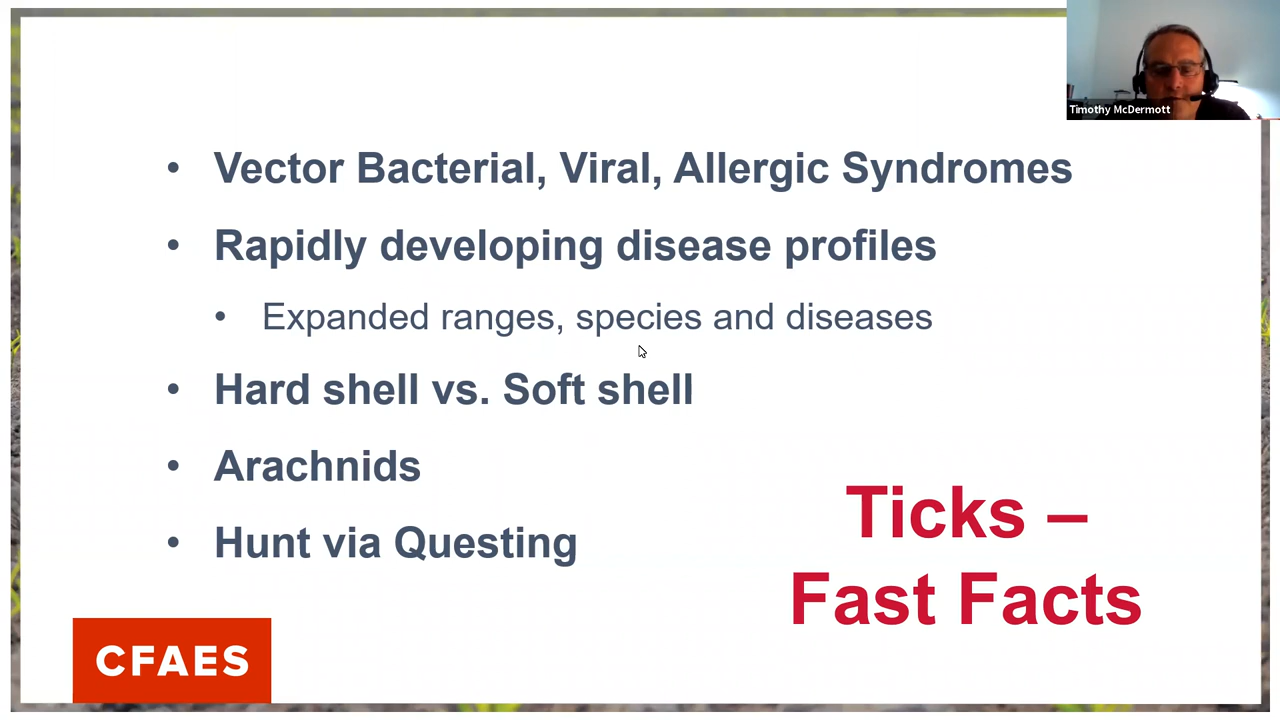 Timothy McDermott
• Vector Bacterial, Viral, Allergic Syndromes
• Rapidly developing disease profiles
• Expanded ranges, species and diseases
• Hard shell vs. Soft shell
• Arachnids
• Hunt via Questing
Ticks –
Fast Facts
CFAES